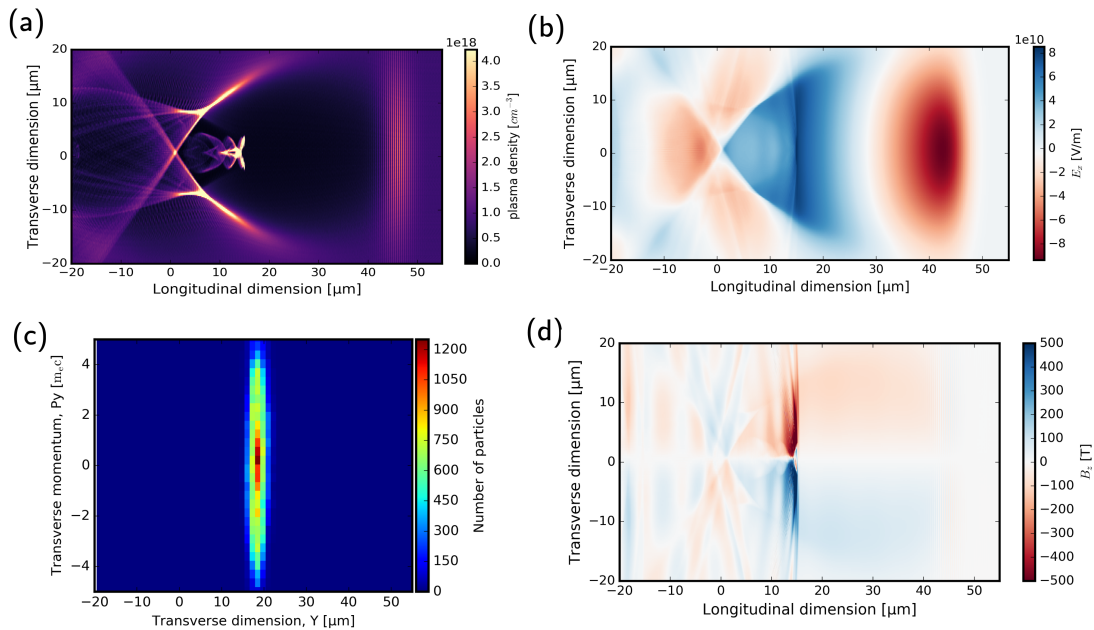 (a)
1e18
20
10
0
−10
−20
Transverse dimension [µm]
−20 −10 0 10 20 30 40 50
Longitudinal dimension [µm]
4.0
3.5
3.0
2.5
2.0
1.5
1.0
0.5
0.0
plasma density [cm⁻³]
(b)
1e10
20
10
0
−10
−20
Transverse dimension [µm]
−20 −10 0 10 20 30 40 50
Longitudinal dimension [µm]
8
6
4
2
0
−2
−4
−6
−8
E_z [V/m]
(c)
4
2
0
−2
−4
Transverse momentum, Py [m_e c]
−20 −10 0 10 20 30 40 50
Transverse dimension, Y [µm]
1200
1050
900
750
600
450
300
150
0
Number of particles
(d)
20
10
0
−10
−20
Transverse dimension [µm]
−20 −10 0 10 20 30 40 50
Longitudinal dimension [µm]
500
400
300
200
100
0
−100
−200
−300
−400
−500
B_z [T]